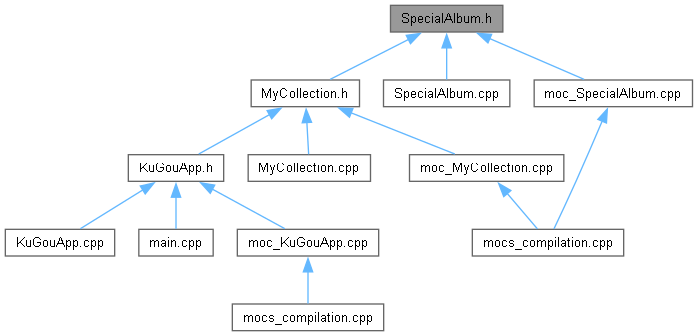 SpecialAlbum.h
MyCollection.h
SpecialAlbum.cpp
moc_SpecialAlbum.cpp
KuGouApp.h
MyCollection.cpp
moc_MyCollection.cpp
KuGouApp.cpp
main.cpp
moc_KuGouApp.cpp
mocs_compilation.cpp
mocs_compilation.cpp